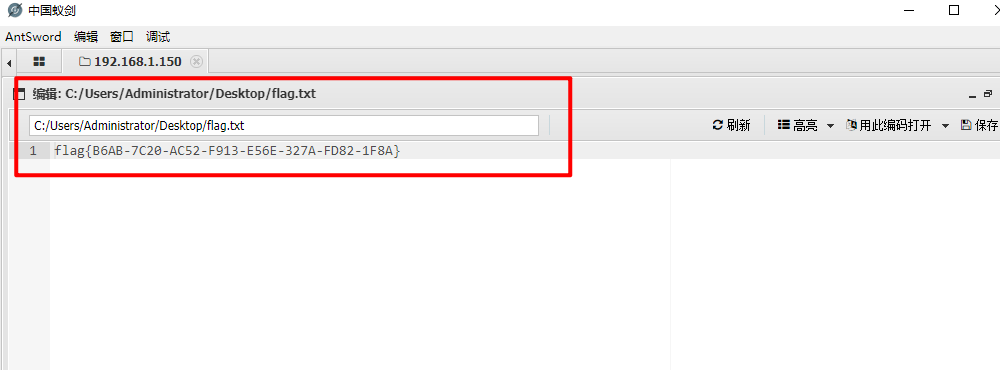 中国蚁剑
AntSword 编辑 窗口 调试
192.168.1.150
编辑: C:/Users/Administrator/Desktop/flag.txt
C:/Users/Administrator/Desktop/flag.txt 刷新 高亮 用此编码打开 保存
1 flag{B6AB-7C20-AC52-F913-E56E-327A-FD82-1F8A}